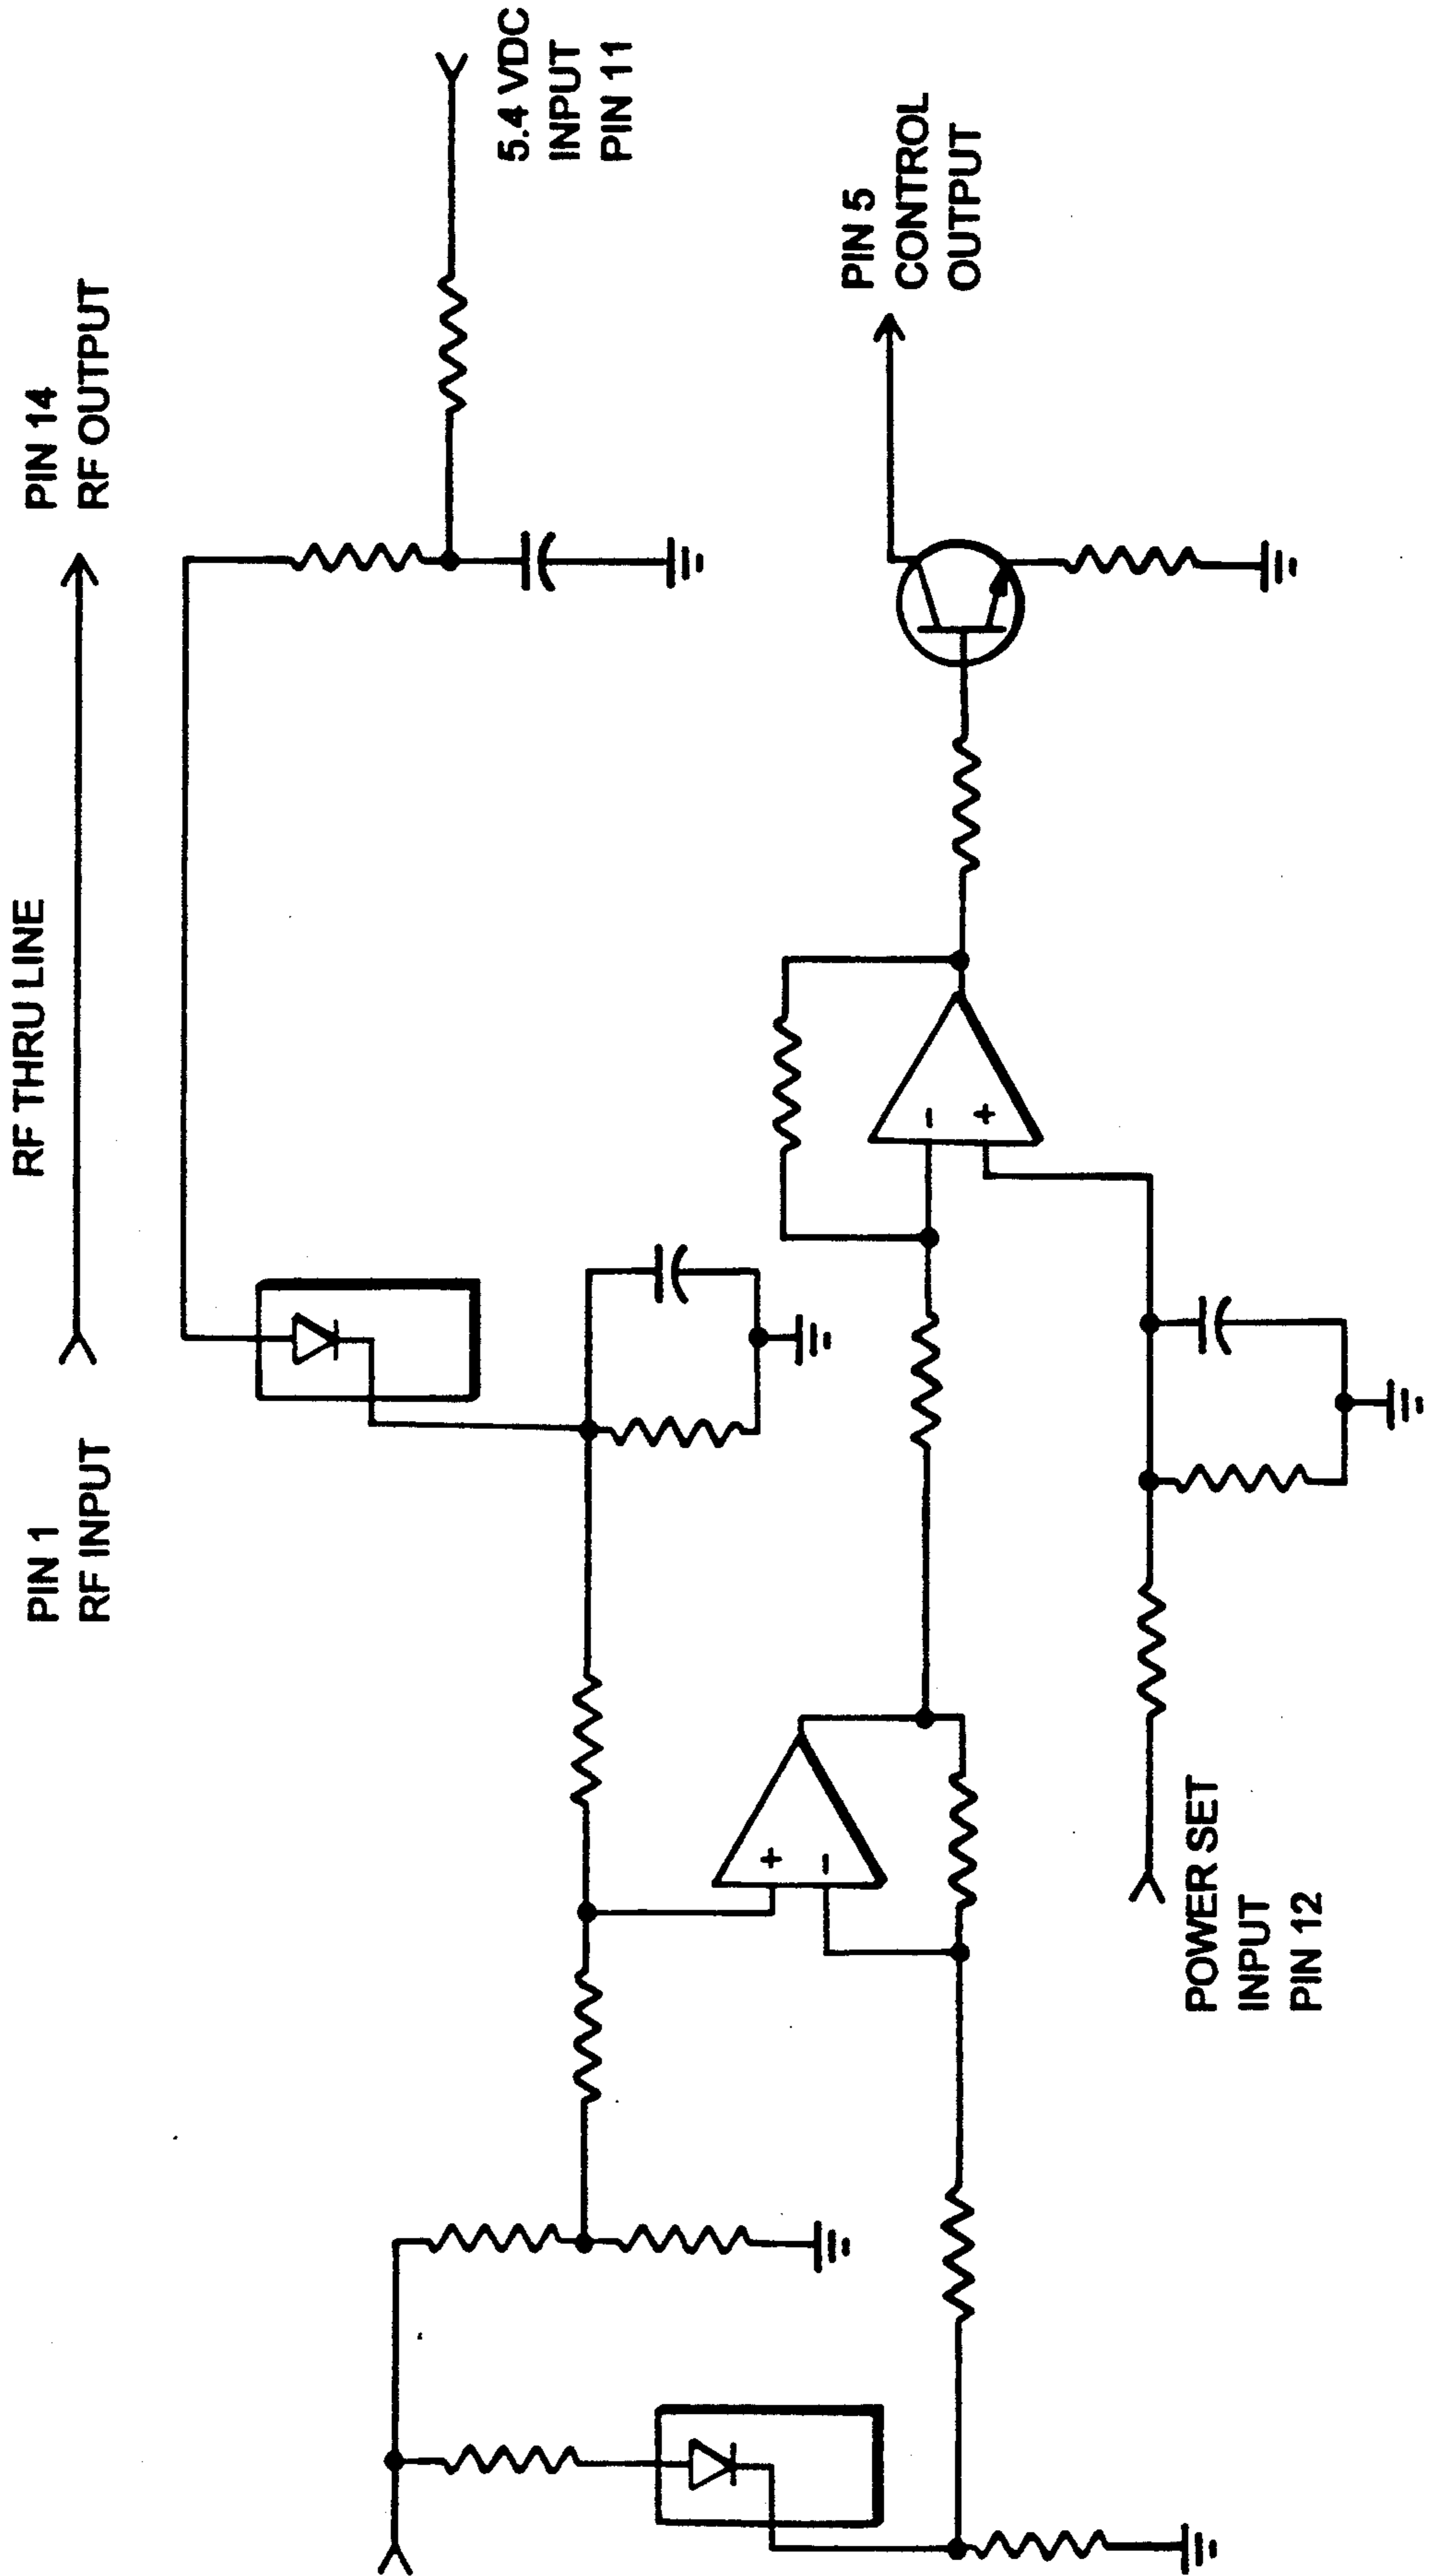 RF THRU LINE
PIN 1
RF INPUT
PIN 14
RF OUTPUT
5.4 VDC
INPUT
PIN 11
+
-
-
+
PIN 5
CONTROL
OUTPUT
POWER SET
INPUT
PIN 12